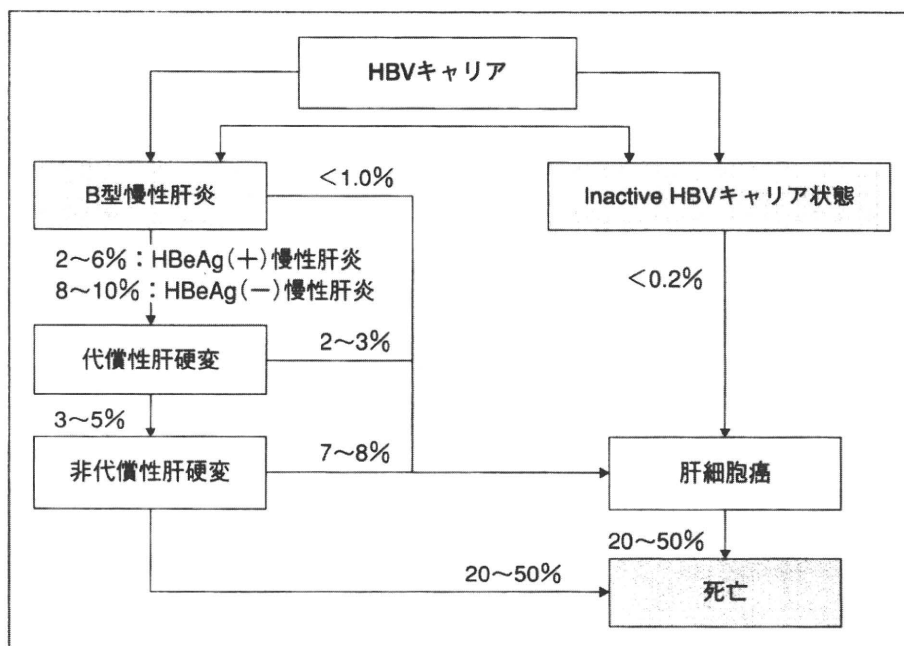 HBVキャリア
B型慢性肝炎
<1.0%
Inactive HBVキャリア状態
2〜6%：HBeAg(＋)慢性肝炎
8〜10%：HBeAg(−)慢性肝炎
<0.2%
代償性肝硬変
2〜3%
3〜5%
非代償性肝硬変
7〜8%
肝細胞癌
20〜50%
20〜50%
死亡